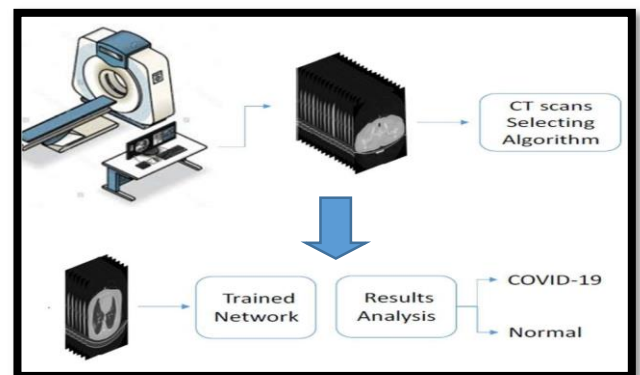 CT scans
Selecting
Algorithm
Trained
Network
Results
Analysis
COVID-19
Normal